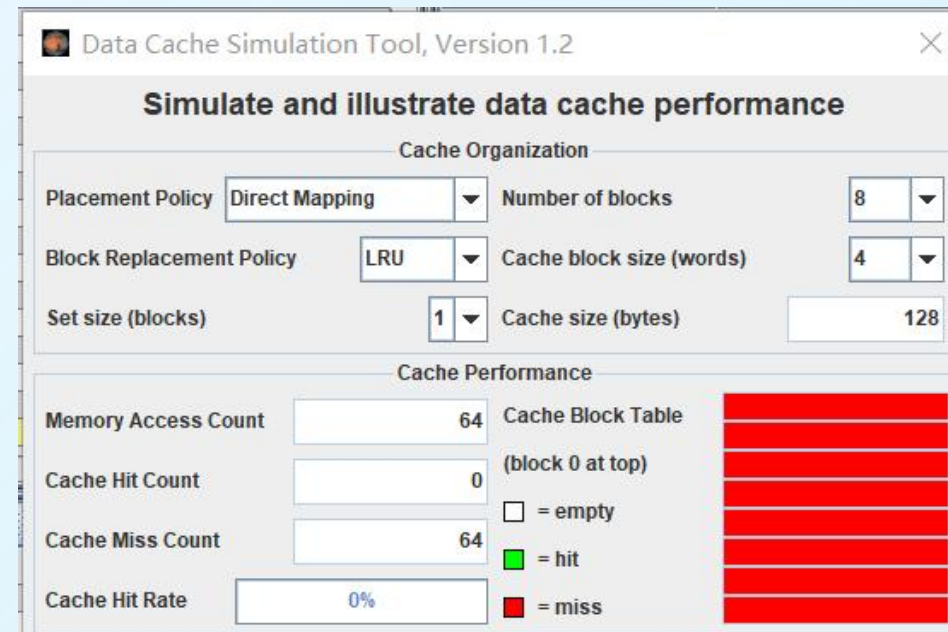 Data Cache Simulation Tool, Version 1.2
Simulate and illustrate data cache performance
Cache Organization
Placement Policy Direct Mapping Number of blocks 8
Block Replacement Policy LRU Cache block size (words) 4
Set size (blocks) 1 Cache size (bytes) 128
Cache Performance
Memory Access Count 64 Cache Block Table
(block 0 at top)
Cache Hit Count 0
= empty
Cache Miss Count 64
= hit
Cache Hit Rate 0%
= miss